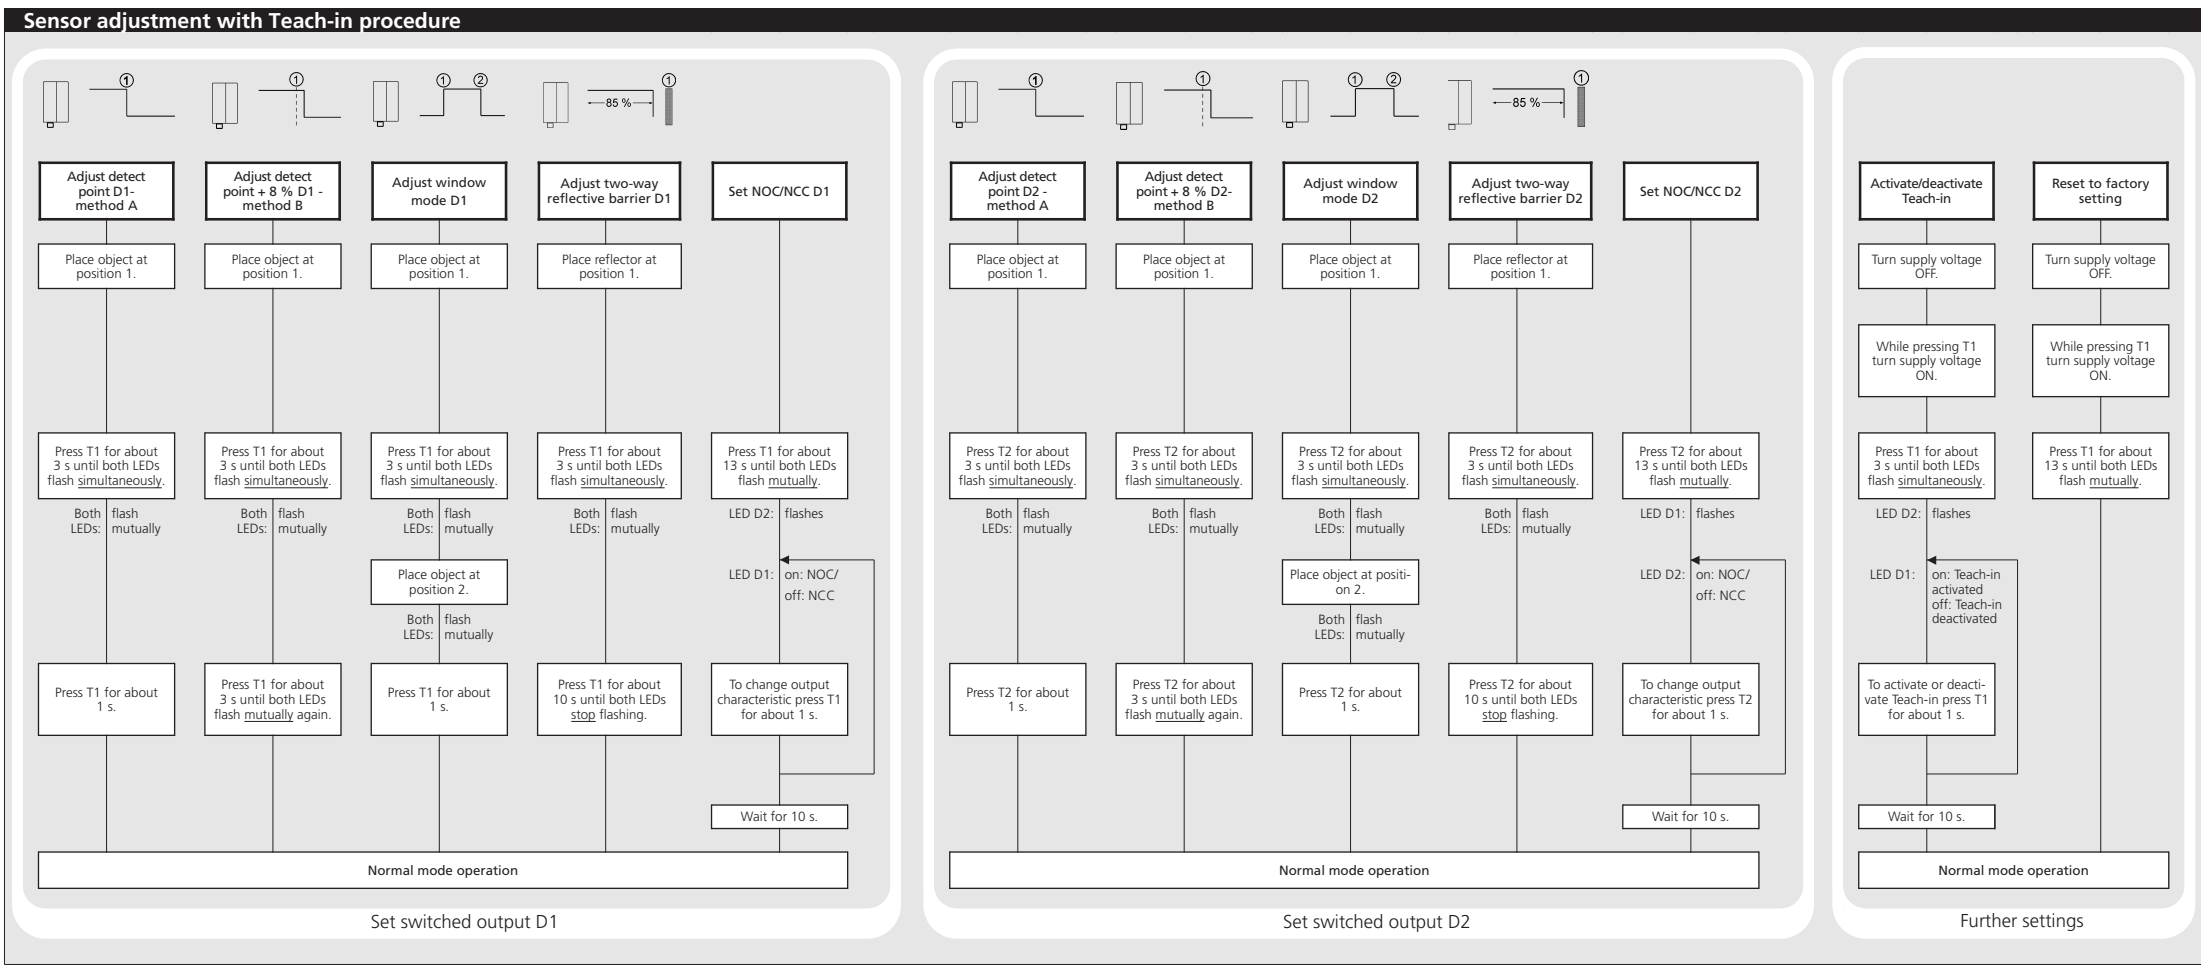 Sensor adjustment with Teach-in procedure
1
1
1 2
1
85 %
Adjust detect
point D1-
method A
Place object at
position 1.
Press T1 for about
3 s until both LEDs
flash simultaneously.
Both flash
LEDs: mutually
Press T1 for about
1 s.
Adjust detect
point + 8 % D1 -
method B
Place object at
position 1.
Press T1 for about
3 s until both LEDs
flash simultaneously.
Both flash
LEDs: mutually
Press T1 for about
3 s until both LEDs
flash mutually again.
Adjust window
mode D1
Place object at
position 1.
Press T1 for about
3 s until both LEDs
flash simultaneously.
Both flash
LEDs: mutually
Place object at
position 2.
Both flash
LEDs: mutually
Press T1 for about
1 s.
Adjust two-way
reflective barrier D1
Place reflector at
position 1.
Press T1 for about
3 s until both LEDs
flash simultaneously.
Both flash
LEDs: mutually
Press T1 for about
10 s until both LEDs
stop flashing.
Set NOC/NCC D1
Press T1 for about
13 s until both LEDs
flash mutually.
LED D2: flashes
LED D1: on: NOC/
off: NCC
To change output
characteristic press T1
for about 1 s.
Wait for 10 s.
Normal mode operation
Set switched output D1
1
1
1 2
1
85 %
Adjust detect
point D2 -
method A
Place object at
position 1.
Press T2 for about
3 s until both LEDs
flash simultaneously.
Both flash
LEDs: mutually
Press T2 for about
1 s.
Adjust detect
point + 8 % D2-
method B
Place object at
position 1.
Press T2 for about
3 s until both LEDs
flash simultaneously.
Both flash
LEDs: mutually
Press T2 for about
3 s until both LEDs
flash mutually again.
Adjust window
mode D2
Place object at
position 1.
Press T2 for about
3 s until both LEDs
flash simultaneously.
Both flash
LEDs: mutually
Place object at positi-
on 2.
Both flash
LEDs: mutually
Press T2 for about
1 s.
Adjust two-way
reflective barrier D2
Place reflector at
position 1.
Press T2 for about
3 s until both LEDs
flash simultaneously.
Both flash
LEDs: mutually
Press T2 for about
10 s until both LEDs
stop flashing.
Set NOC/NCC D2
Press T2 for about
13 s until both LEDs
flash mutually.
LED D1: flashes
LED D2: on: NOC/
off: NCC
To change output
characteristic press T2
for about 1 s.
Wait for 10 s.
Normal mode operation
Set switched output D2
Activate/deactivate
Teach-in
Turn supply voltage
OFF.
While pressing T1
turn supply voltage
ON.
Press T1 for about
3 s until both LEDs
flash simultaneously.
LED D2: flashes
LED D1: on: Teach-in
activated
off: Teach-in
deactivated
To activate or deacti-
vate Teach-in press T1
for about 1 s.
Wait for 10 s.
Reset to factory
setting
Turn supply voltage
OFF.
While pressing T1
turn supply voltage
ON.
Press T1 for about
13 s until both LEDs
flash mutually.
Normal mode operation
Further settings